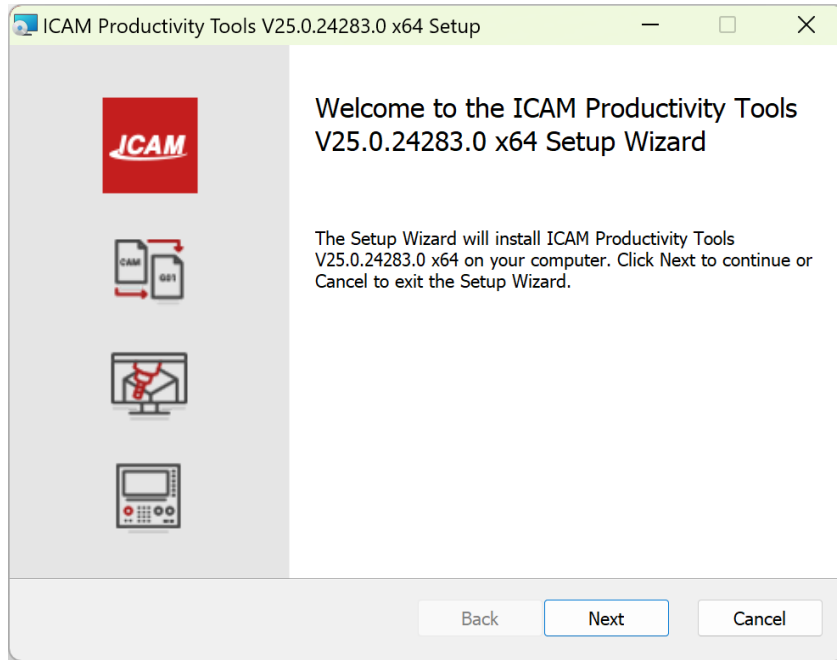 ICAM Productivity Tools V25.0.24283.0 x64 Setup
ICAM
Welcome to the ICAM Productivity Tools
V25.0.24283.0 x64 Setup Wizard
CAM
G01
The Setup Wizard will install ICAM Productivity Tools
V25.0.24283.0 x64 on your computer. Click Next to continue or
Cancel to exit the Setup Wizard.
Back
Next
Cancel